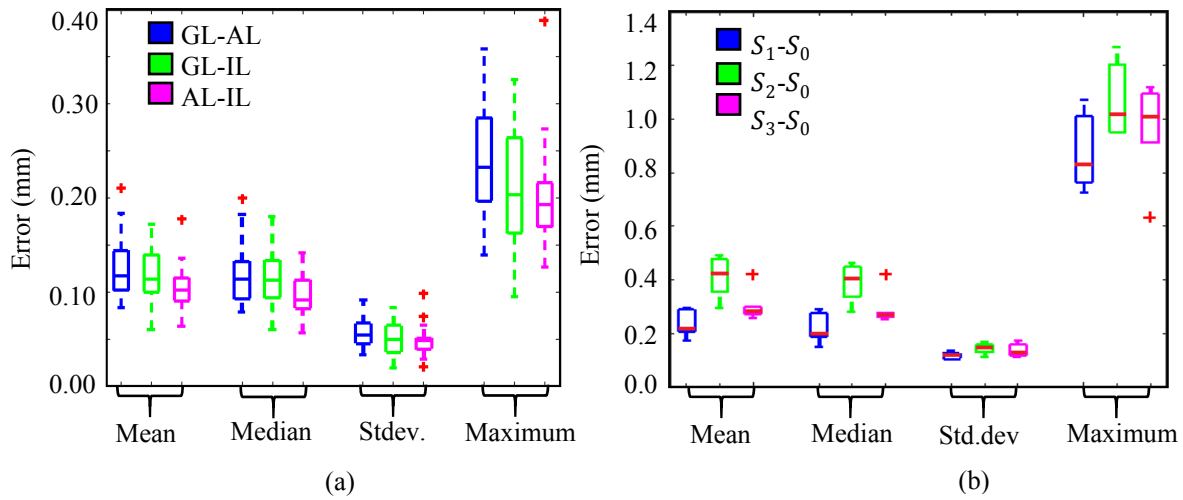 0.40
0.30
0.20
0.10
0.00
Error (mm)
GL-AL
GL-IL
AL-IL
Mean
Median
Stdev.
Maximum
(a)
1.4
1.2
1.0
0.8
0.6
0.4
0.2
1.0
Error (mm)
S₁-S₀
S₂-S₀
S₃-S₀
Mean
Median
Std.dev
Maximum
(b)